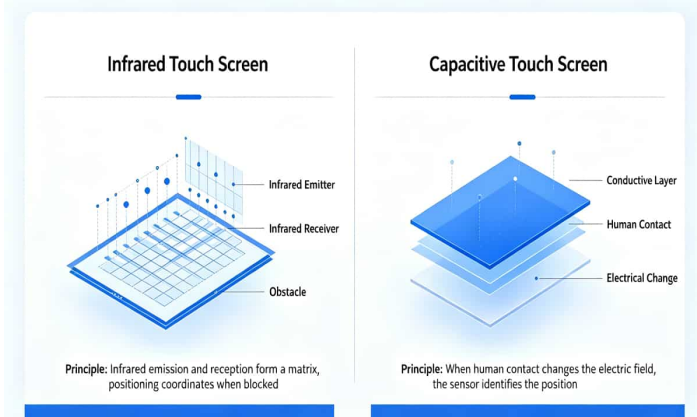 Infrared Touch Screen
Infrared Emitter
Infrared Receiver
Obstacle
Principle: Infrared emission and reception form a matrix,
positioning coordinates when blocked
Capacitive Touch Screen
Conductive Layer
Human Contact
Electrical Change
Principle: When human contact changes the electric field,
the sensor identifies the position